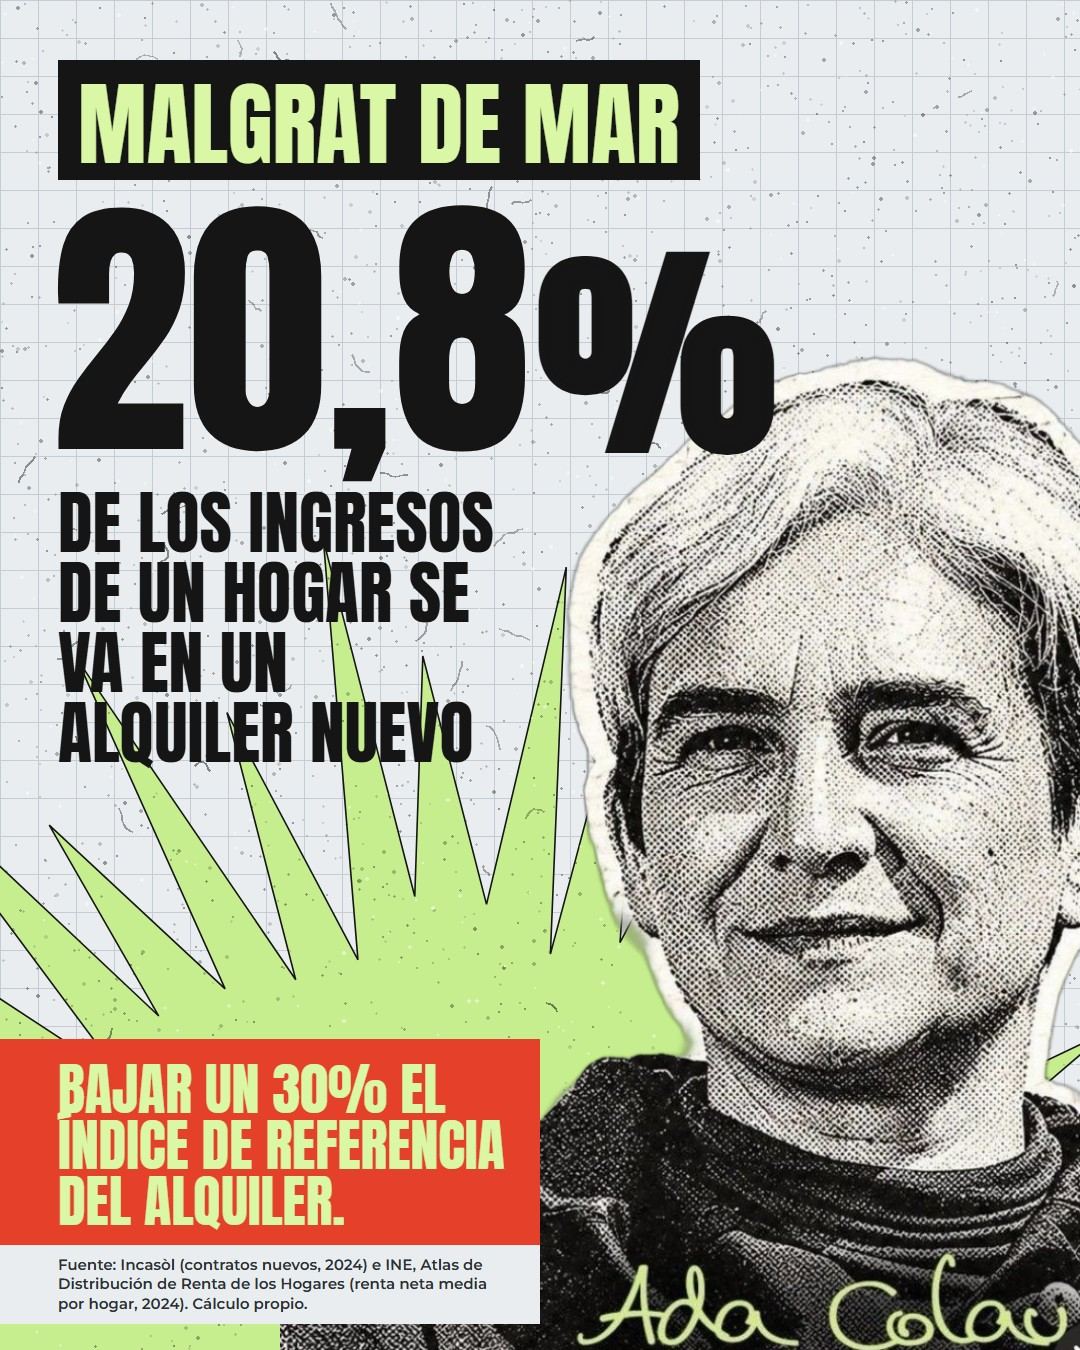 MALGRAT DE MAR
20,8%
DE LOS INGRESOS
DE UN HOGAR SE
VA EN UN
ALQUILER NUEVO
BAJAR UN 30% EL
ÍNDICE DE REFERENCIA
DEL ALQUILER.
Fuente: Incasòl (contratos nuevos, 2024) e INE, Atlas de
Distribución de Renta de los Hogares (renta neta media
por hogar, 2024). Cálculo propio.
Ada Colau